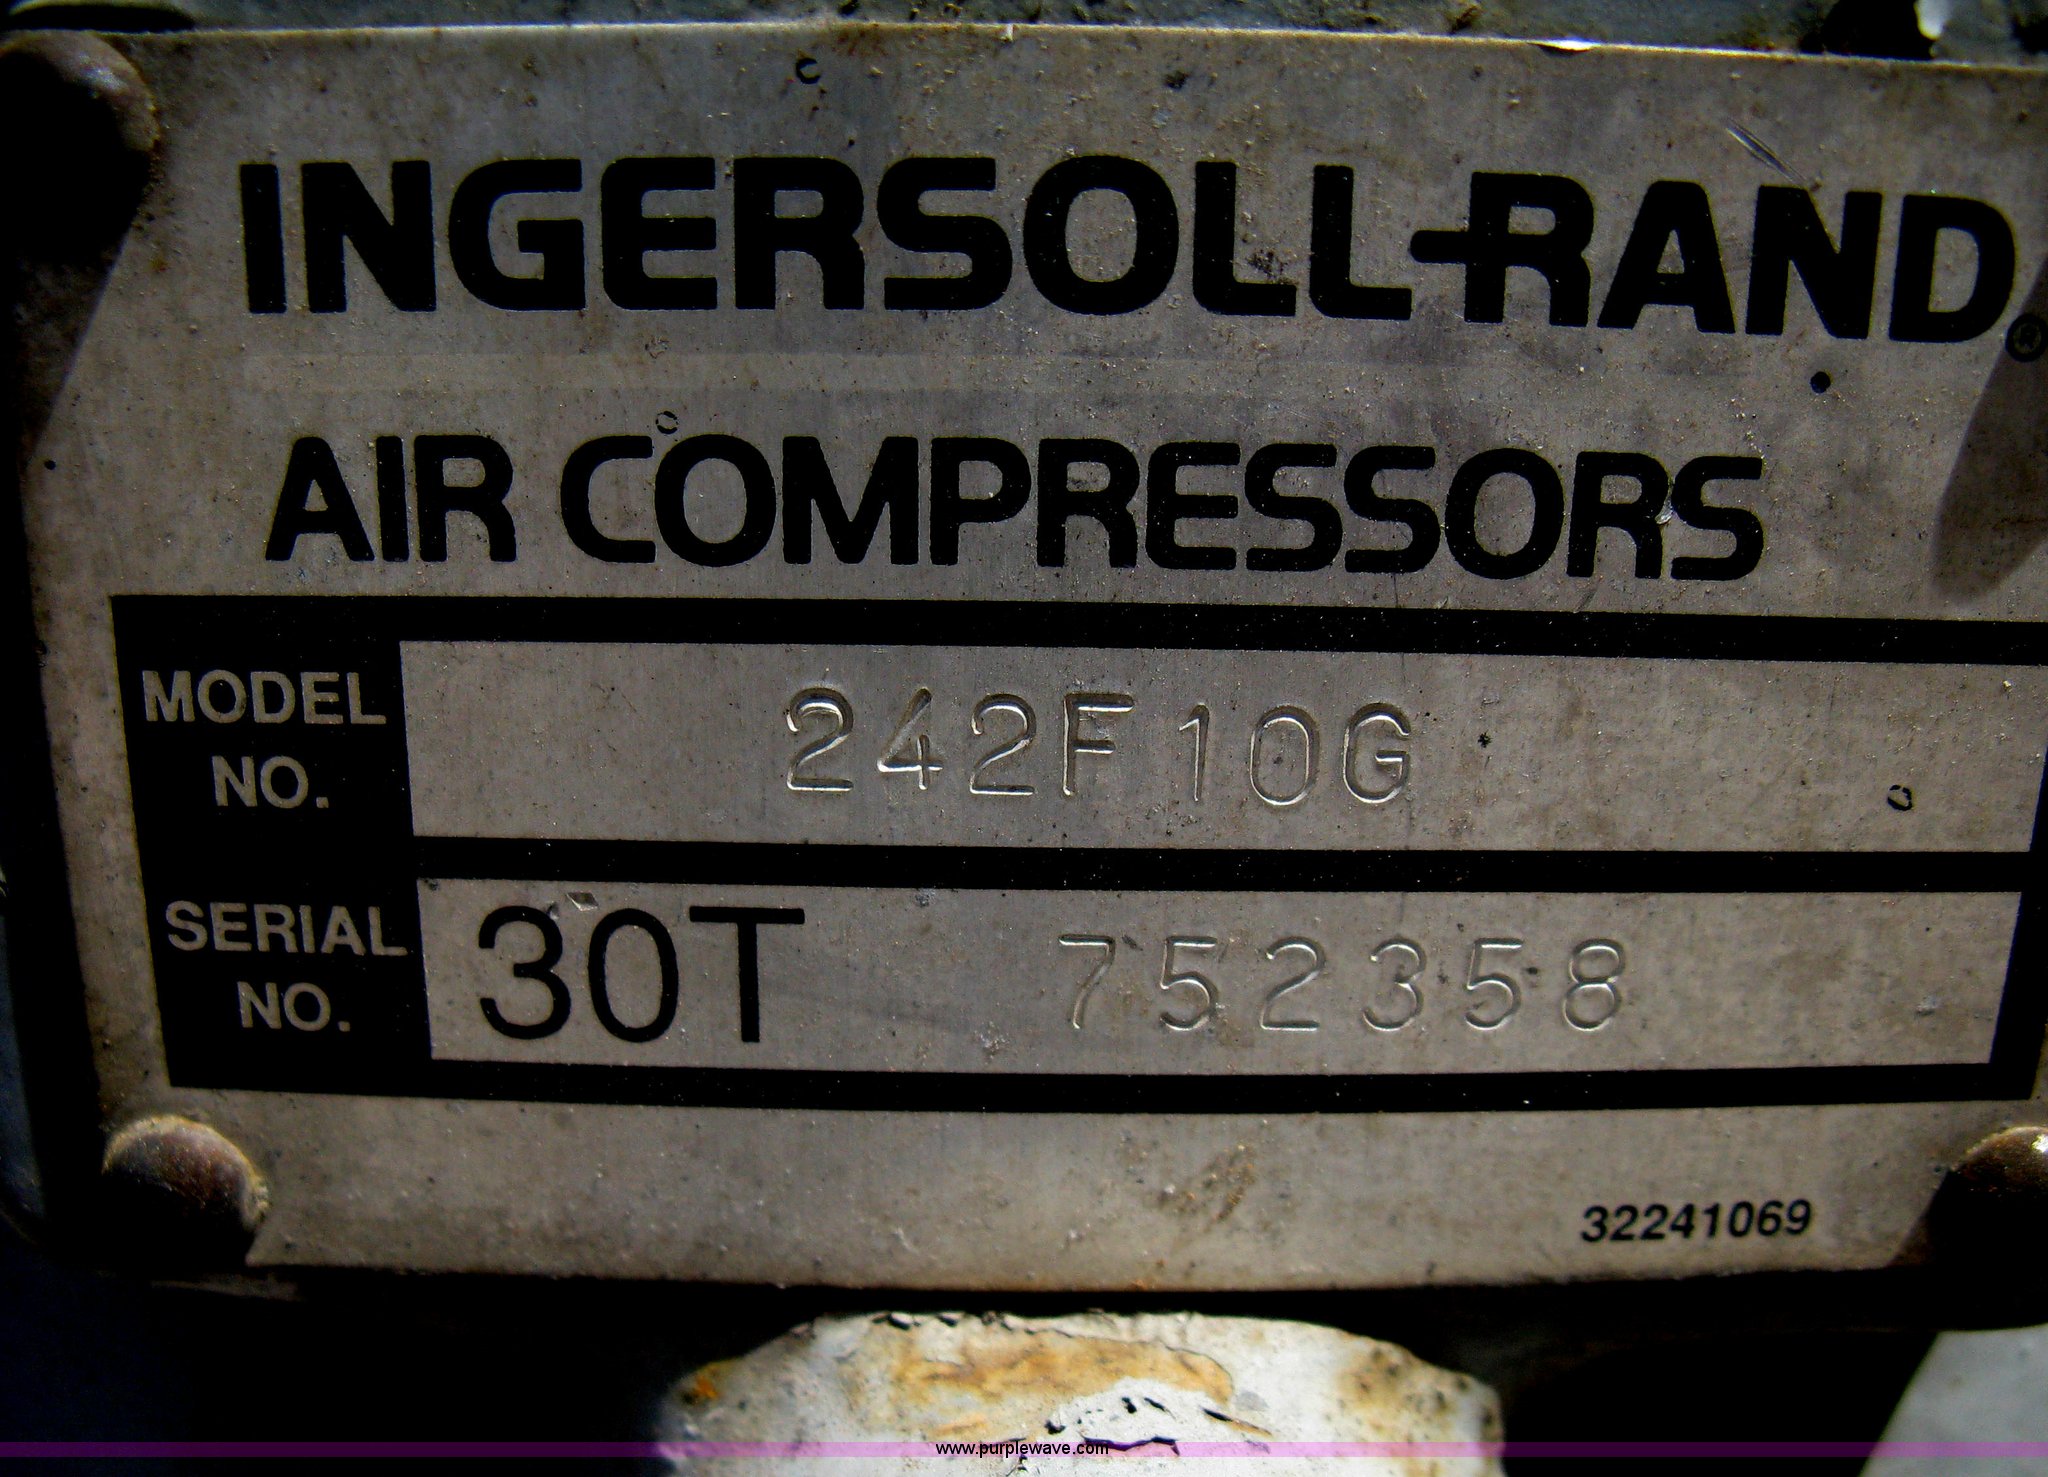 INGERSOLL-RAND®
AIR COMPRESSORS
MODEL NO. 242F10G
SERIAL NO. 30T 752358
32241069
www.purplewave.com